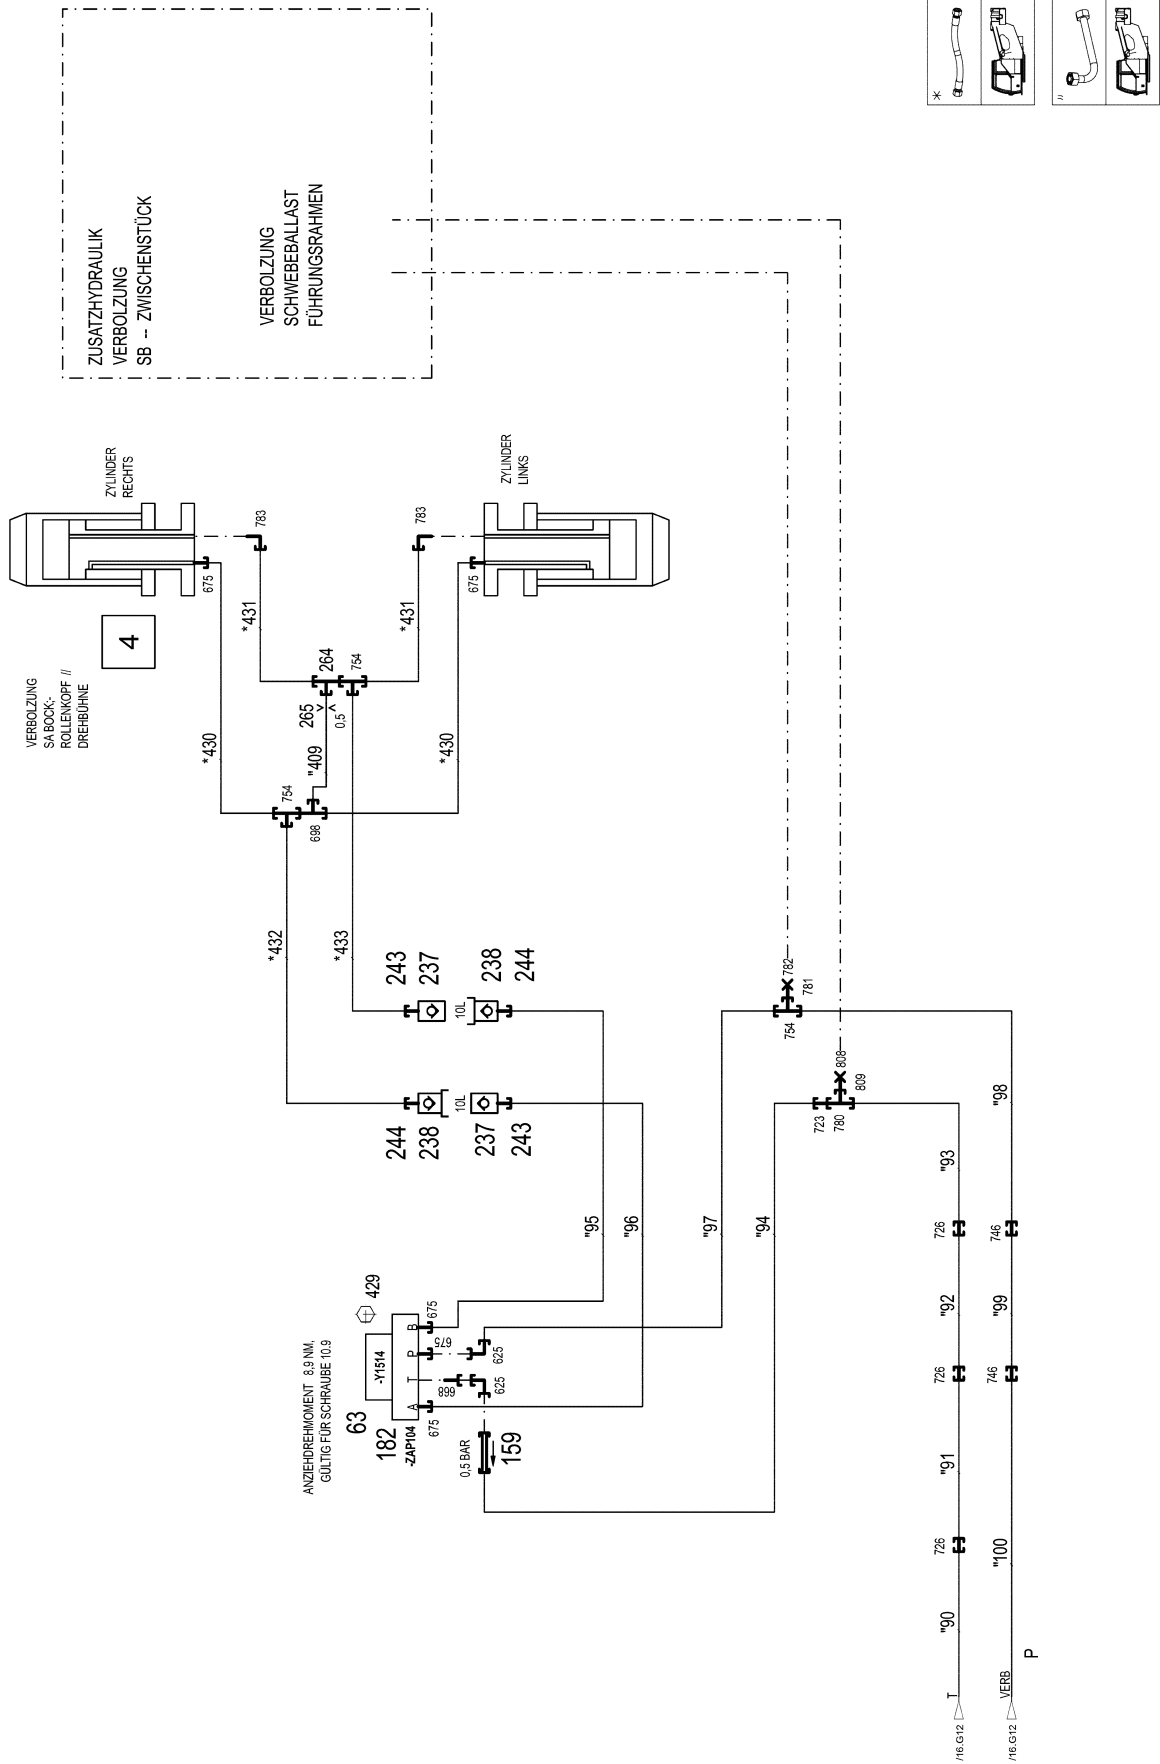 ZUSATZHYDRAULIK
VERBOLZUNG
SB -- ZWISCHENSTÜCK
VERBOLZUNG
SCHWEBEBALLAST
FÜHRUNGSRAHMEN
*
"
ZYLINDER
RECHTS
ZYLINDER
LINKS
VERBOLZUNG
SA BOCK;-
ROLLENKOPF //
DREHBÜHNE
4
675
783
783
675
*431
*431
*430
*430
264
754
265
0,5
"409
754
698
*432
*433
243
237
10L
238
244
244
238
10L
237
243
782
781
754
808
809
723
780
"95
"96
"97
"94
"93
"98
726
746
"92
"99
726
746
"91
726
"100
"90
ANZIEHDREHMOMENT 8,9 NM,
GÜLTIG FÜR SCHRAUBE 10.9
429
63
-Y1514
182
-ZAP104
A
T
P
B
675
675
675
668
625
625
0,5 BAR
159
T
/16.G12
VERB
/16.G12
P